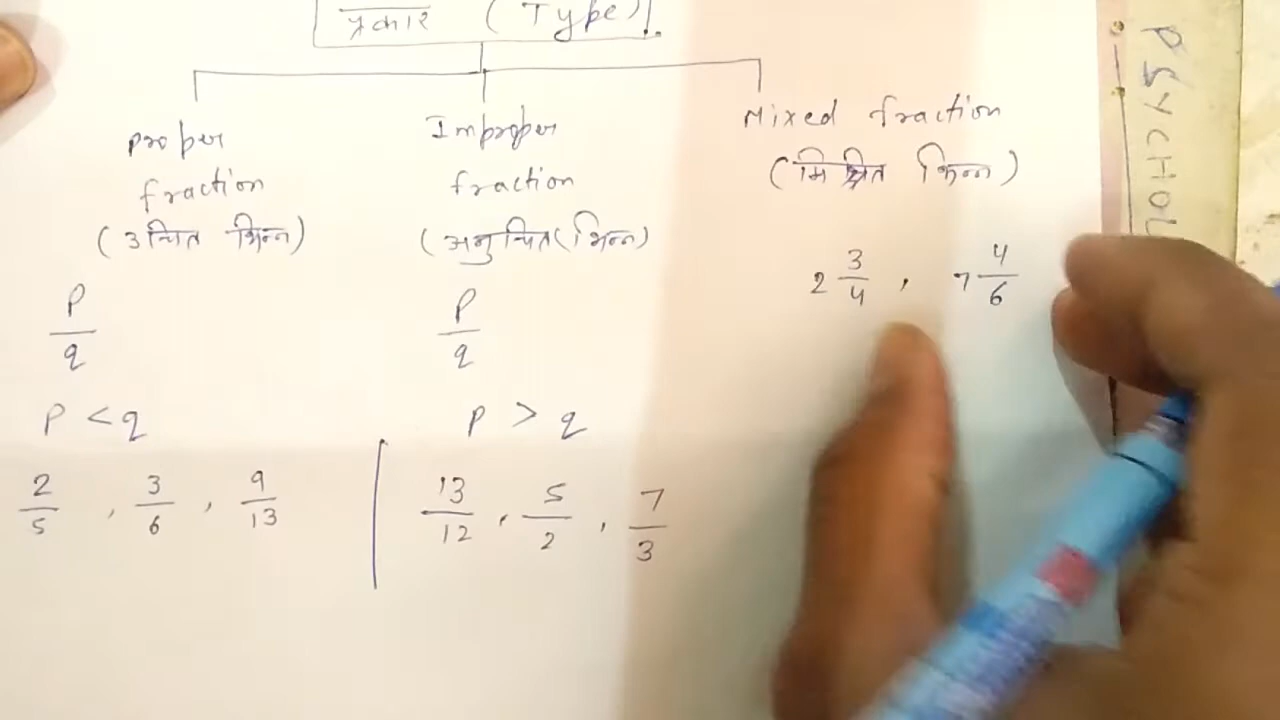 प्रकार (Type)
Proper
fraction
(उचित भिन्न)
P/q
P < q
2/5 , 3/6 , 9/13
Improper
fraction
(अनुचित भिन्न)
P/q
P > q
13/12 , 5/2 , 7/3
Mixed fraction
(मिश्रित भिन्न)
2 3/4 , 7 4/6
PSYCHOL